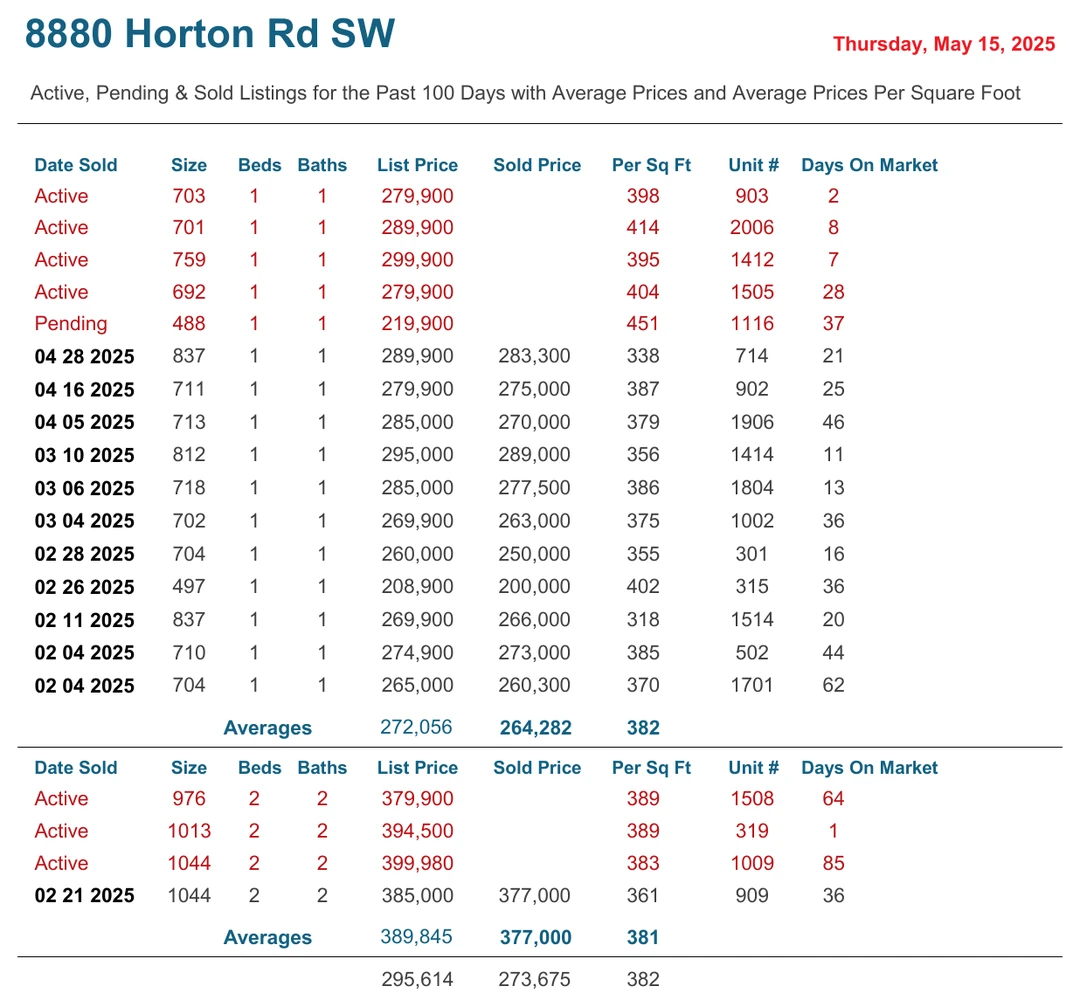 8880 Horton Rd SW
Thursday, May 15, 2025
Active, Pending & Sold Listings for the Past 100 Days with Average Prices and Average Prices Per Square Foot
Date Sold Size Beds Baths List Price Sold Price Per Sq Ft Unit # Days On Market
Active 703 1 1 279,900 398 903 2
Active 701 1 1 289,900 414 2006 8
Active 759 1 1 299,900 395 1412 7
Active 692 1 1 279,900 404 1505 28
Pending 488 1 1 219,900 451 1116 37
04 28 2025 837 1 1 289,900 283,300 338 714 21
04 16 2025 711 1 1 279,900 275,000 387 902 25
04 05 2025 713 1 1 285,000 270,000 379 1906 46
03 10 2025 812 1 1 295,000 289,000 356 1414 11
03 06 2025 718 1 1 285,000 277,500 386 1804 13
03 04 2025 702 1 1 269,900 263,000 375 1002 36
02 28 2025 704 1 1 260,000 250,000 355 301 16
02 26 2025 497 1 1 208,900 200,000 402 315 36
02 11 2025 837 1 1 269,900 266,000 318 1514 20
02 04 2025 710 1 1 274,900 273,000 385 502 44
02 04 2025 704 1 1 265,000 260,300 370 1701 62
Averages 272,056 264,282 382
Date Sold Size Beds Baths List Price Sold Price Per Sq Ft Unit # Days On Market
Active 976 2 2 379,900 389 1508 64
Active 1013 2 2 394,500 389 319 1
Active 1044 2 2 399,980 383 1009 85
02 21 2025 1044 2 2 385,000 377,000 361 909 36
Averages 389,845 377,000 381
295,614 273,675 382